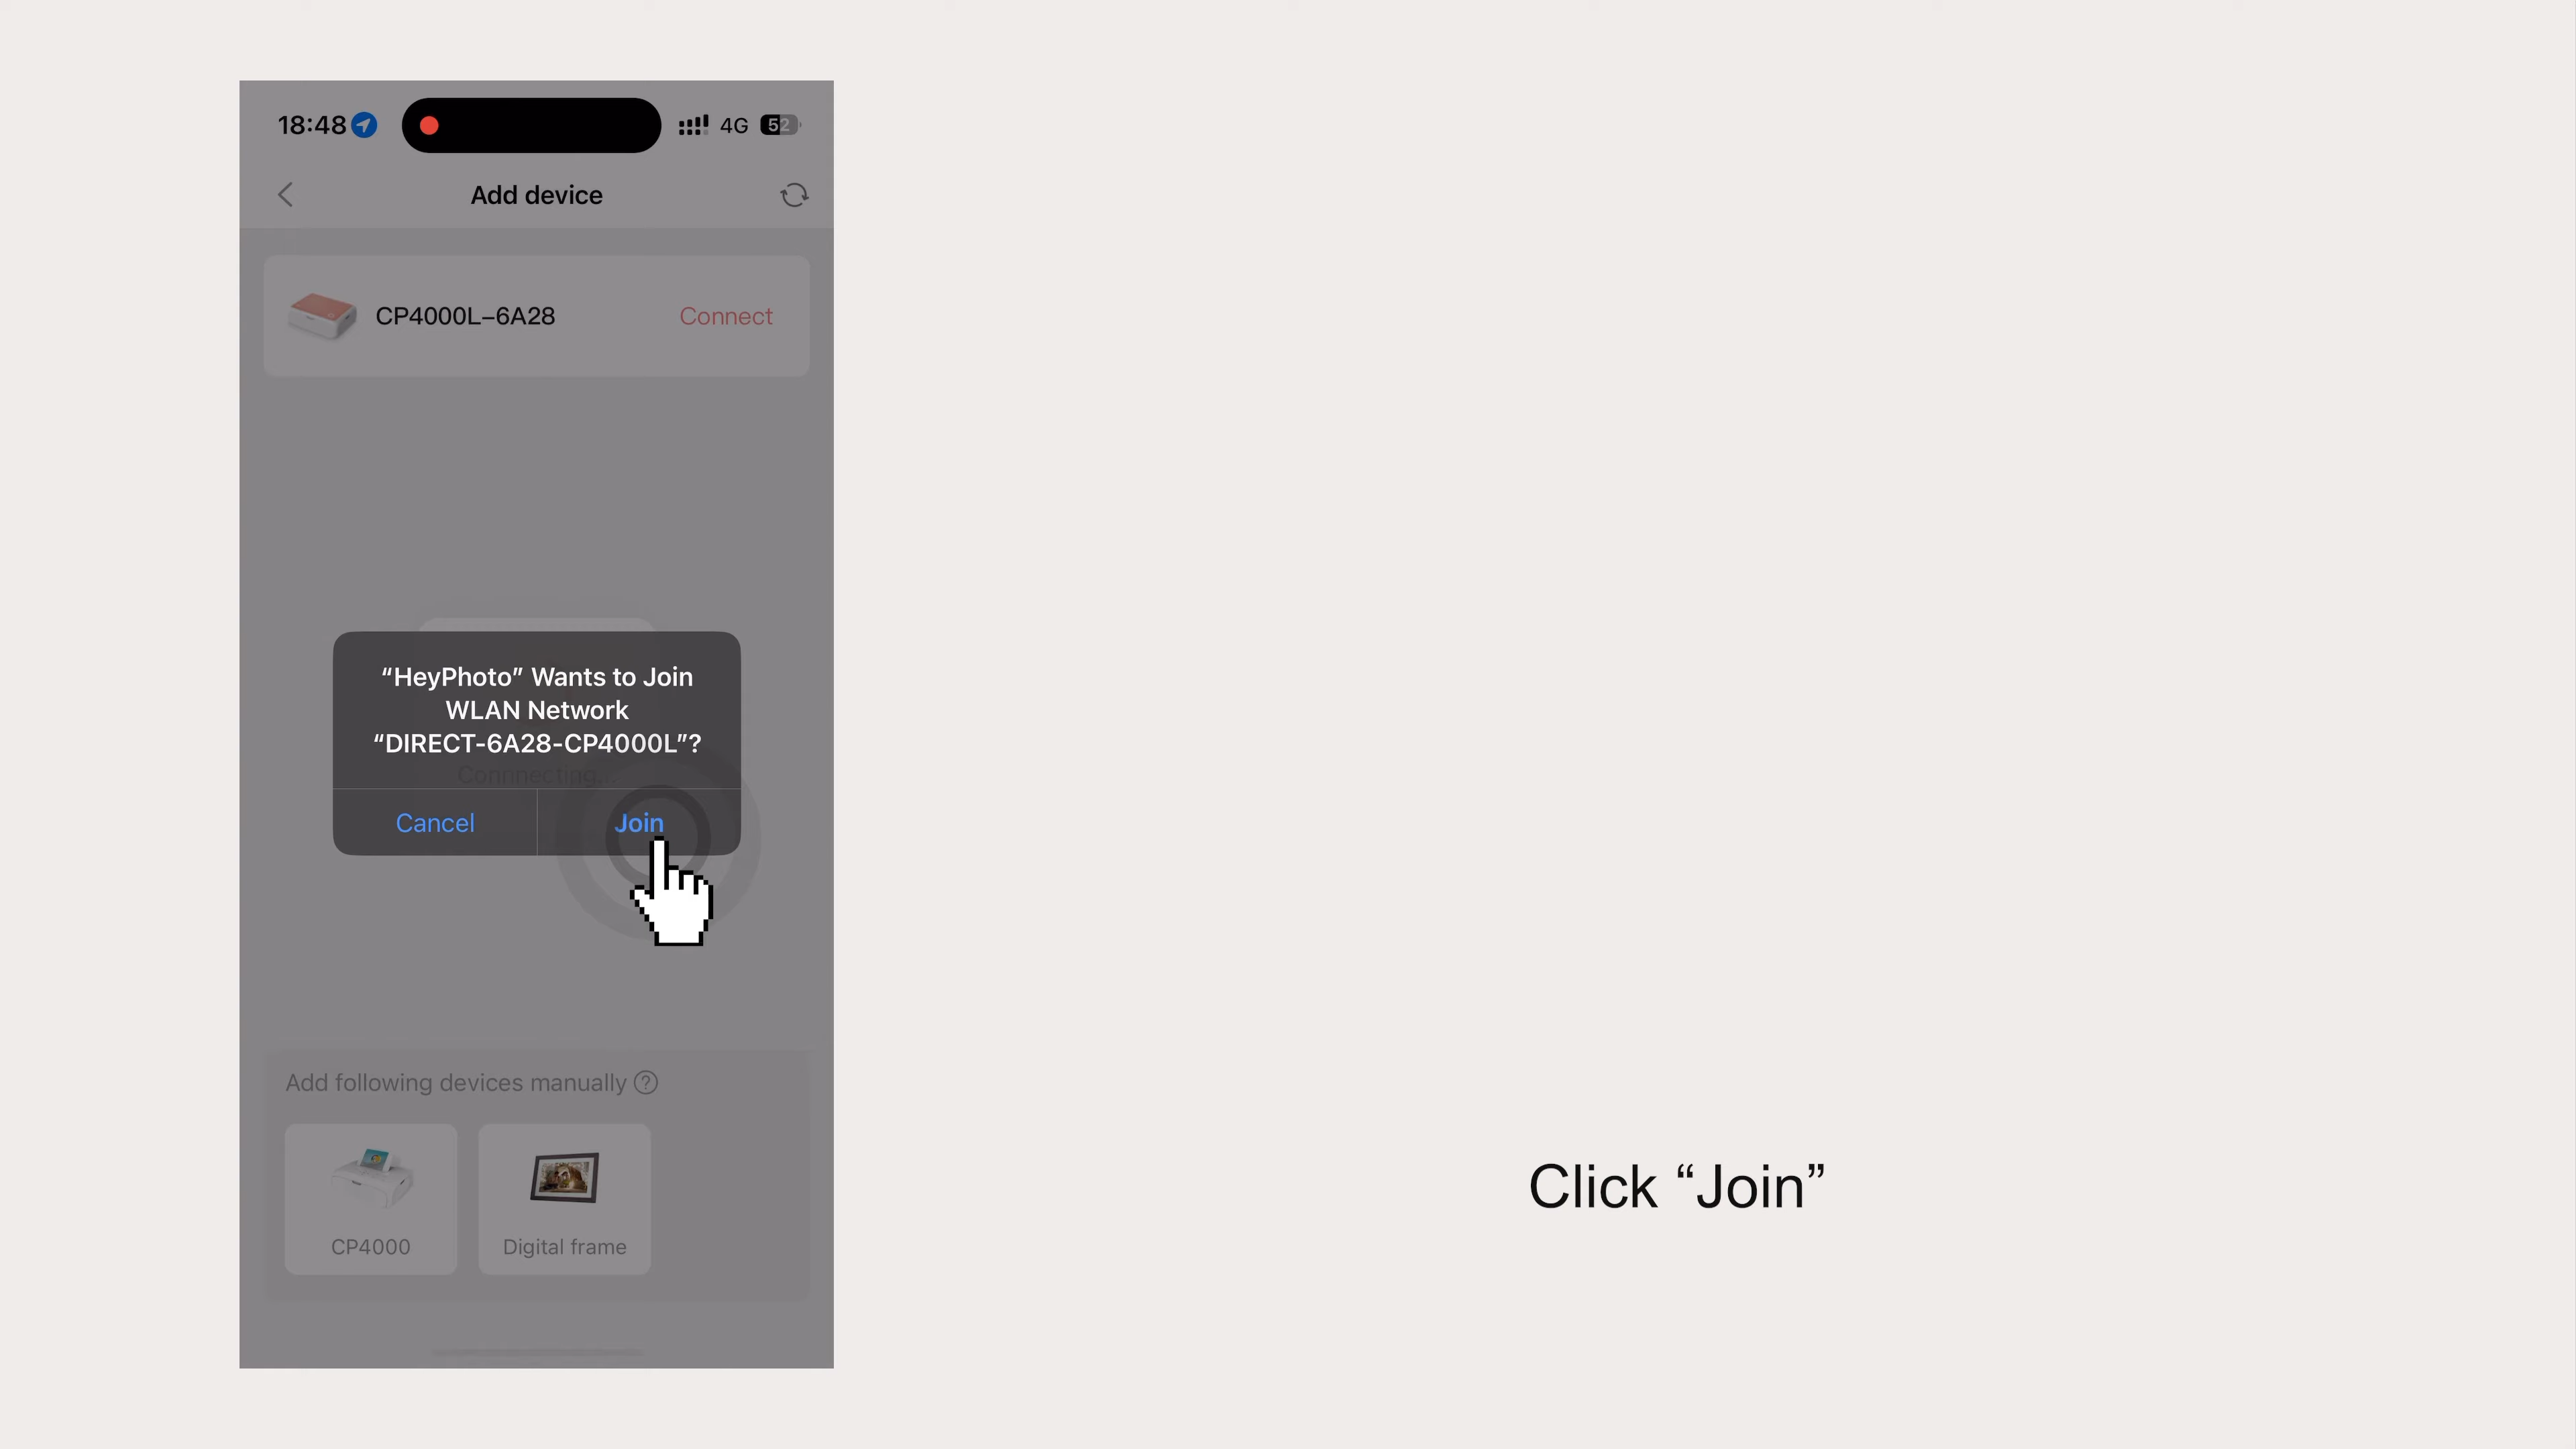 18:48
4G
52
Add device
CP4000L-6A28
Connect
“HeyPhoto” Wants to Join
WLAN Network
“DIRECT-6A28-CP4000L”?
Connnecting...
Cancel
Join
Add following devices manually ?
CP4000
Digital frame
Click “Join”